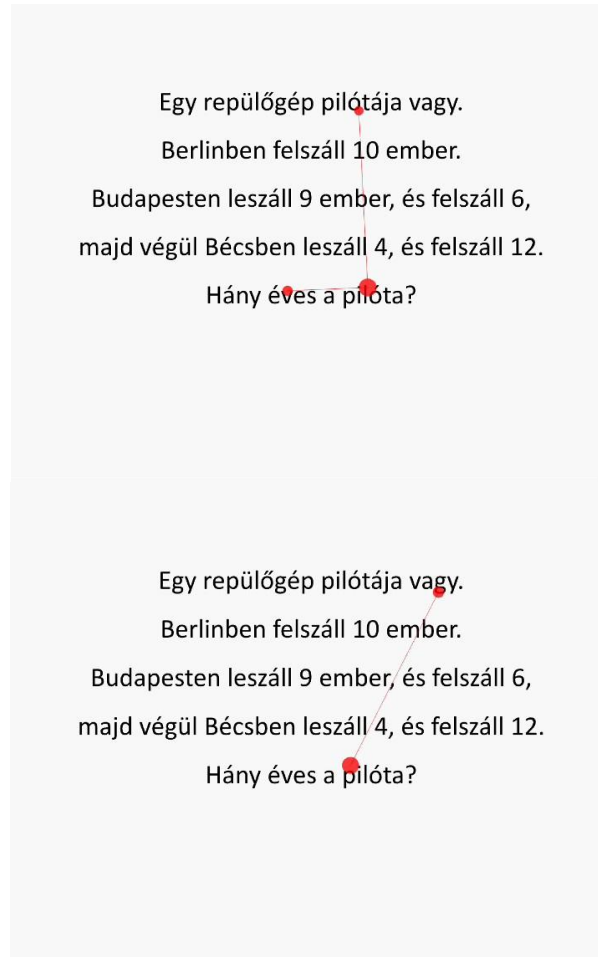 Egy repülőgép pilótája vagy.
Berlinben felszáll 10 ember.
Budapesten leszáll 9 ember, és felszáll 6,
majd végül Bécsben leszáll 4, és felszáll 12.
Hány éves a pilóta?
Egy repülőgép pilótája vagy.
Berlinben felszáll 10 ember.
Budapesten leszáll 9 ember, és felszáll 6,
majd végül Bécsben leszáll 4, és felszáll 12.
Hány éves a pilóta?